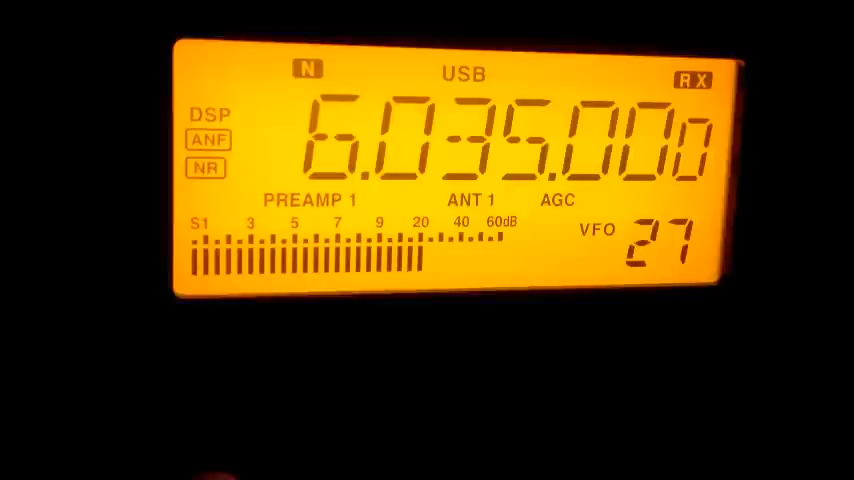 N USB RX
DSP
ANF
NR
6.035.000
PREAMP 1 ANT 1 AGC
S1 3 5 7 9 20 40 60dB
VFO 27